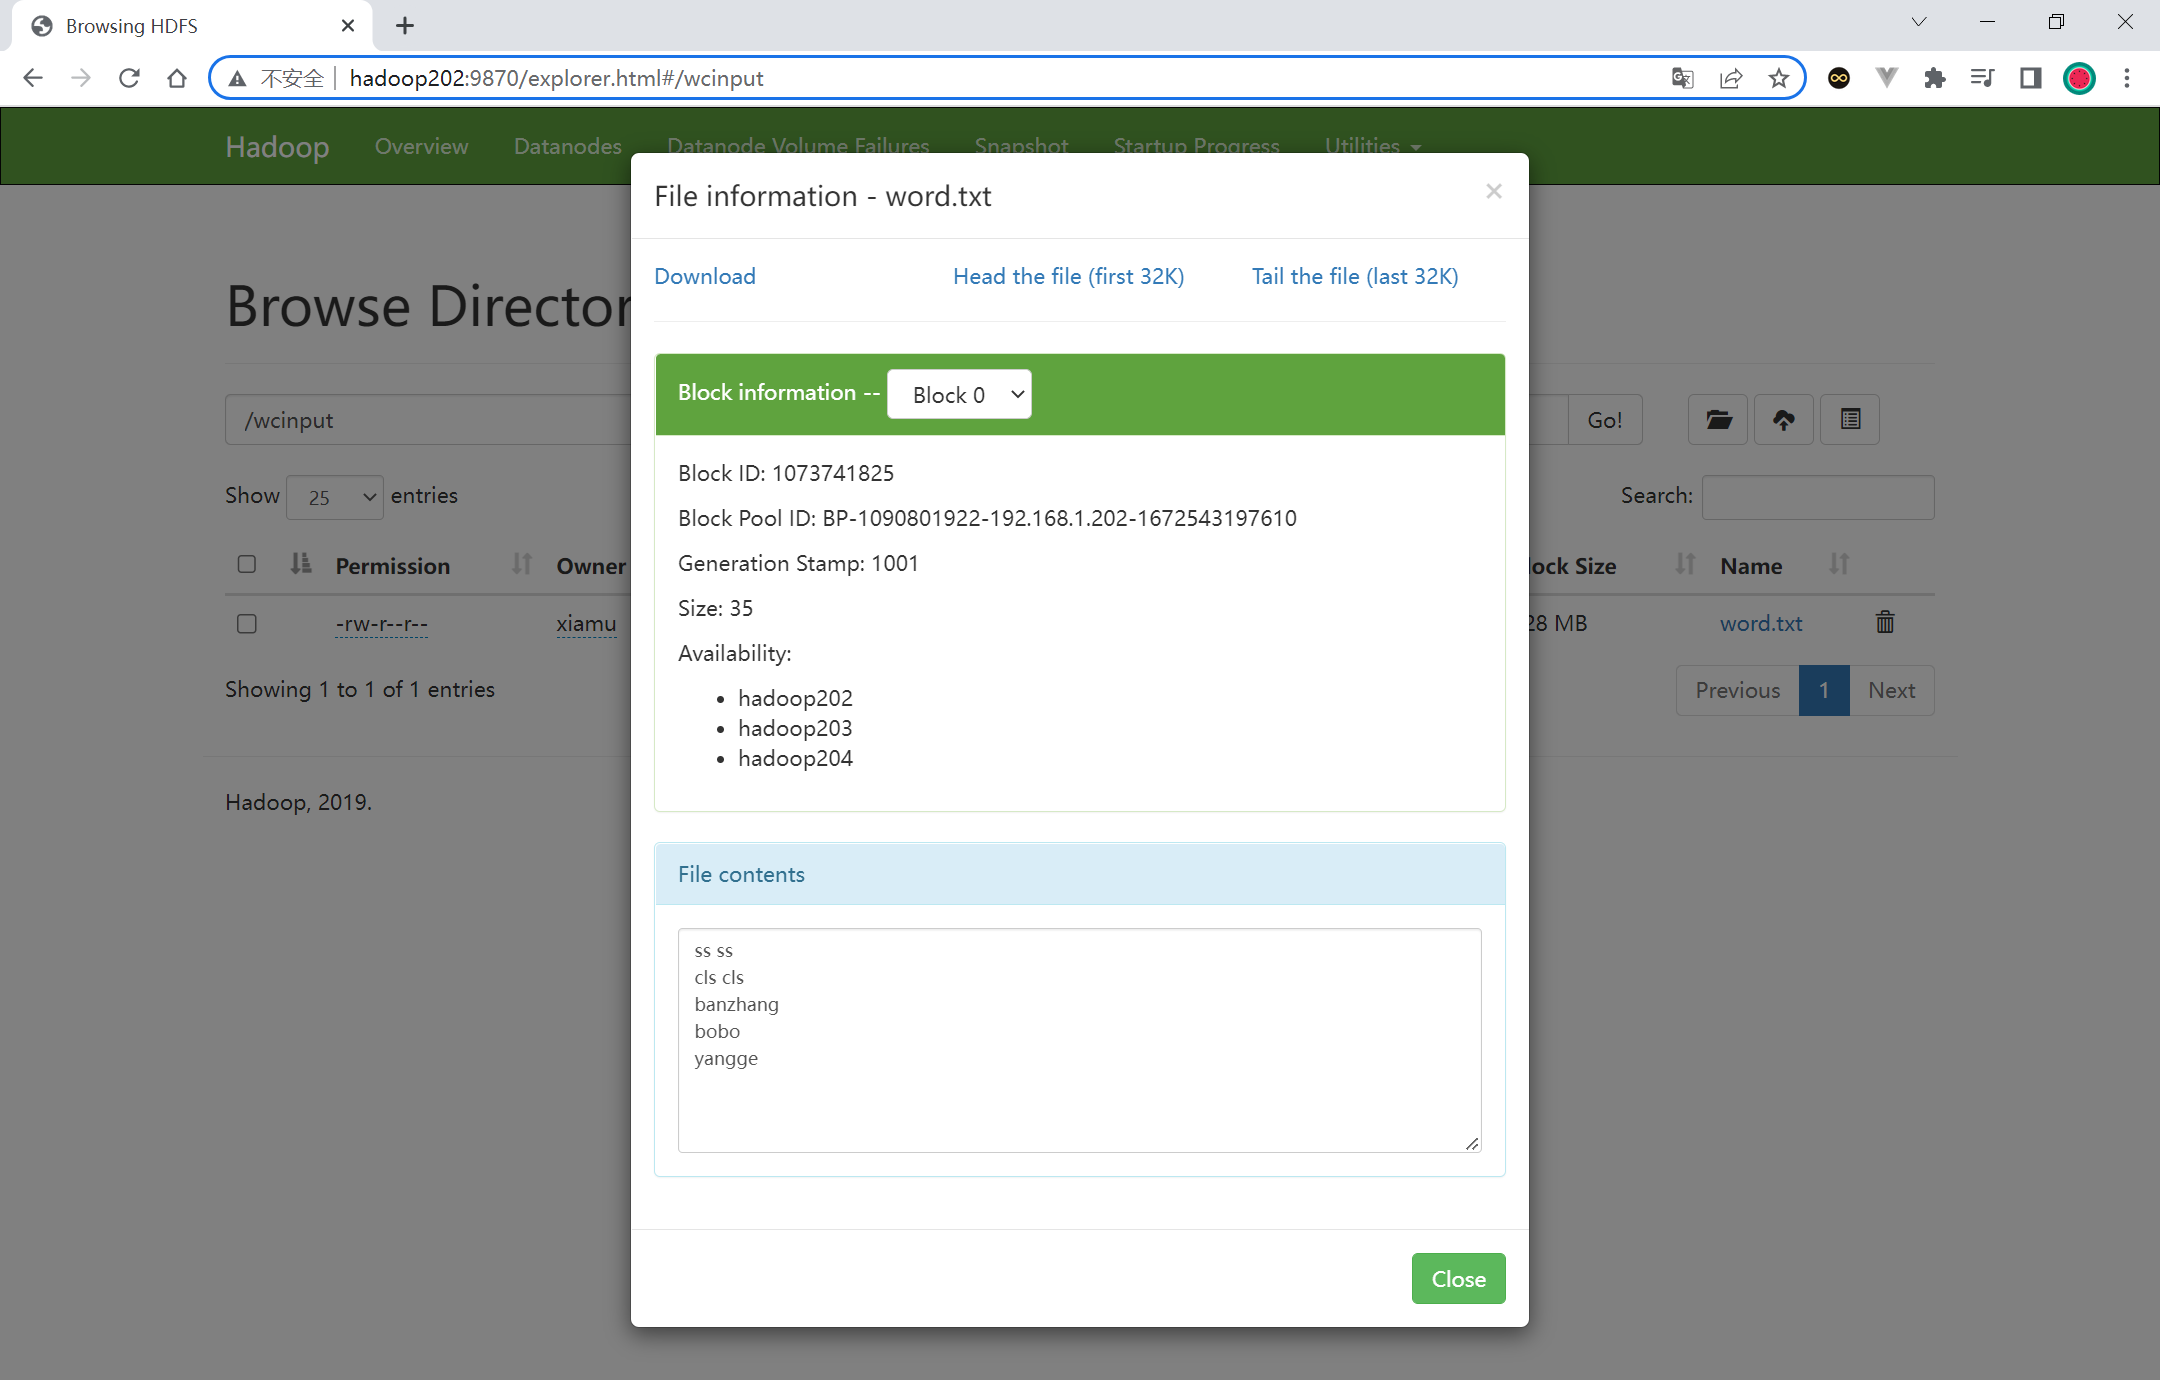 Browsing HDFS
不安全 hadoop202:9870/explorer.html#/wcinput
Hadoop Overview Datanodes Datanode Volume Failures Snapshot Startup Progress Utilities
File information - word.txt
×
Download Head the file (first 32K) Tail the file (last 32K)
Browse Director
Block information -- Block 0
/wcinput
Go!
Block ID: 1073741825
Show 25 entries
Search:
Block Pool ID: BP-1090801922-192.168.1.202-1672543197610
Generation Stamp: 1001
Permission Owner lock Size Name
Size: 35
-rw-r--r-- xiamu 28 MB word.txt
Availability:
Showing 1 to 1 of 1 entries
Previous 1 Next
hadoop202
hadoop203
hadoop204
Hadoop, 2019.
File contents
ss ss
cls cls
banzhang
bobo
yangge
Close